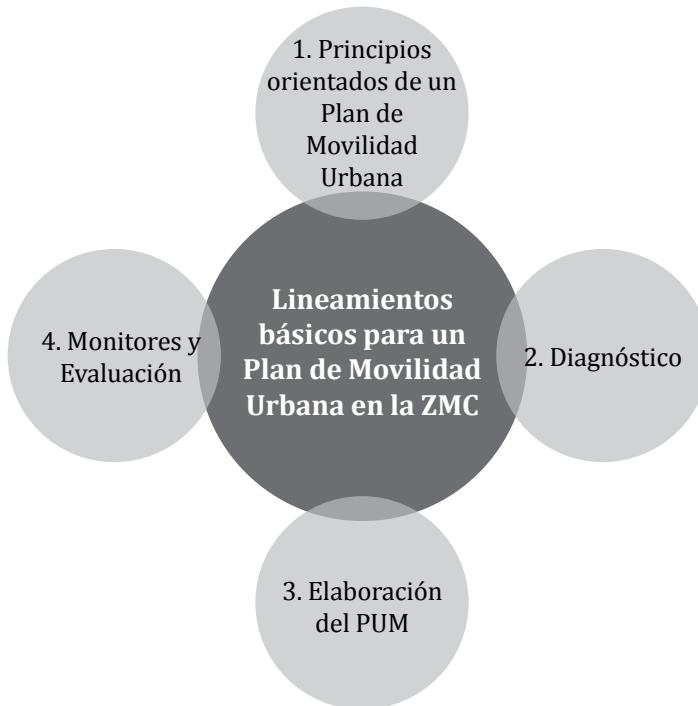 1. Principios
orientados de un
Plan de
Movilidad
Urbana
Lineamientos
básicos para un
Plan de Movilidad
Urbana en la ZMC
4. Monitores y
Evaluación
2. Diagnóstico
3. Elaboración
del PUM